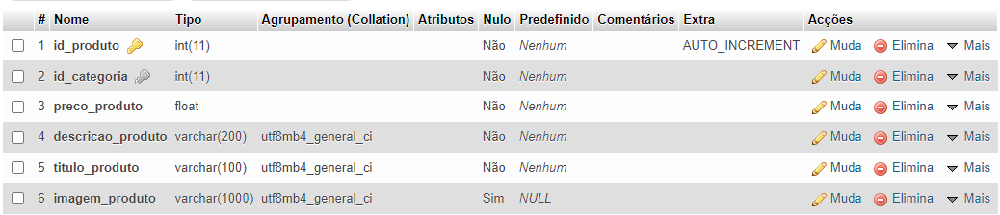 # Nome Tipo Agrupamento (Collation) Atributos Nulo Predefinido Comentários Extra Acções
1 id_produto int(11) Não Nenhum AUTO_INCREMENT Muda Elimina Mais
2 id_categoria int(11) Não Nenhum Muda Elimina Mais
3 preco_produto float Não Nenhum Muda Elimina Mais
4 descricao_produto varchar(200) utf8mb4_general_ci Não Nenhum Muda Elimina Mais
5 titulo_produto varchar(100) utf8mb4_general_ci Não Nenhum Muda Elimina Mais
6 imagem_produto varchar(1000) utf8mb4_general_ci Sim NULL Muda Elimina Mais